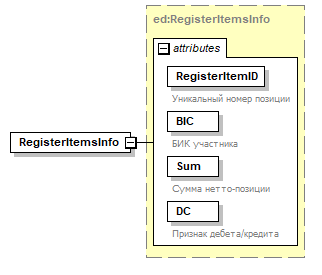 ed:RegisterItemsInfo
attributes
RegisterItemID
Уникальный номер позиции
BIC
БИК участника
RegisterItemsInfo
Sum
Сумма нетто-позиции
DC
Признак дебета/кредита